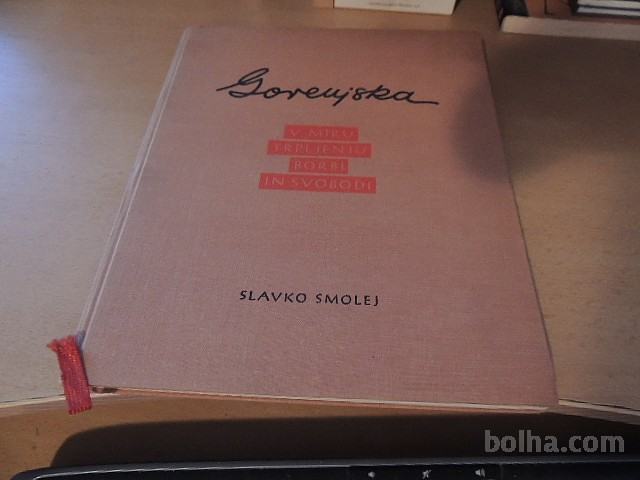 Gorenjska
V MIRU
TRPLJENJU
BORBI
IN SVOBODI
SLAVKO SMOLEJ
bolha.com